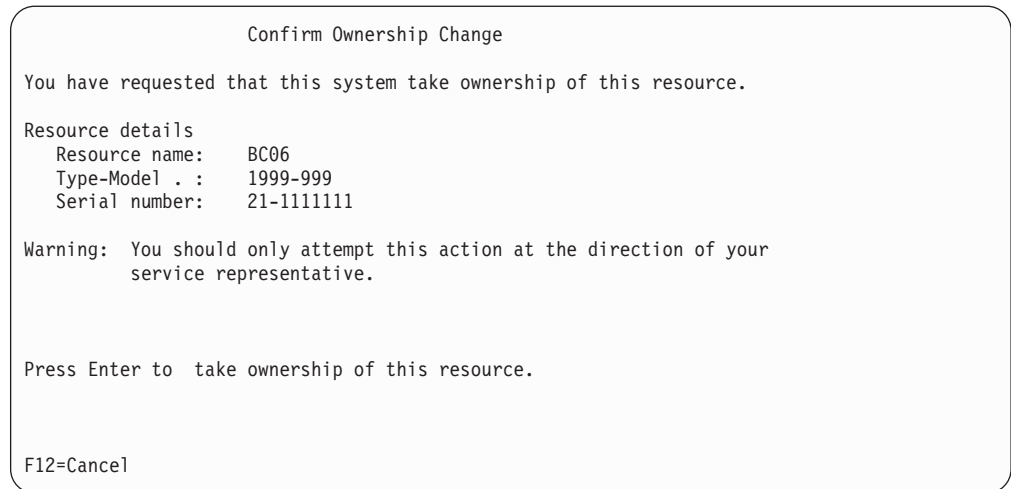 Confirm Ownership Change
You have requested that this system take ownership of this resource.
Resource details
Resource name: BC06
Type-Model . : 1999-999
Serial number: 21-1111111
Warning: You should only attempt this action at the direction of your
service representative.
Press Enter to take ownership of this resource.
F12=Cancel